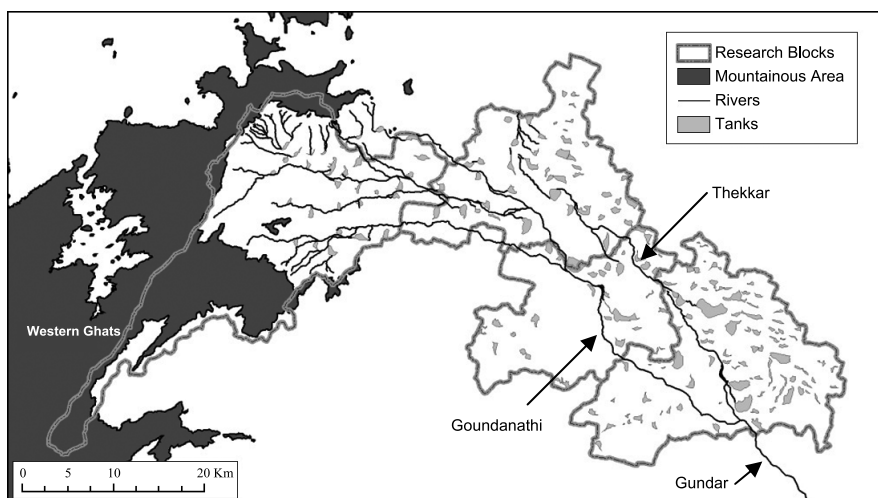 Research Blocks
Mountainous Area
Rivers
Tanks
Thekkar
Western Ghats
Goundanathi
Gundar
0 5 10 20 Km